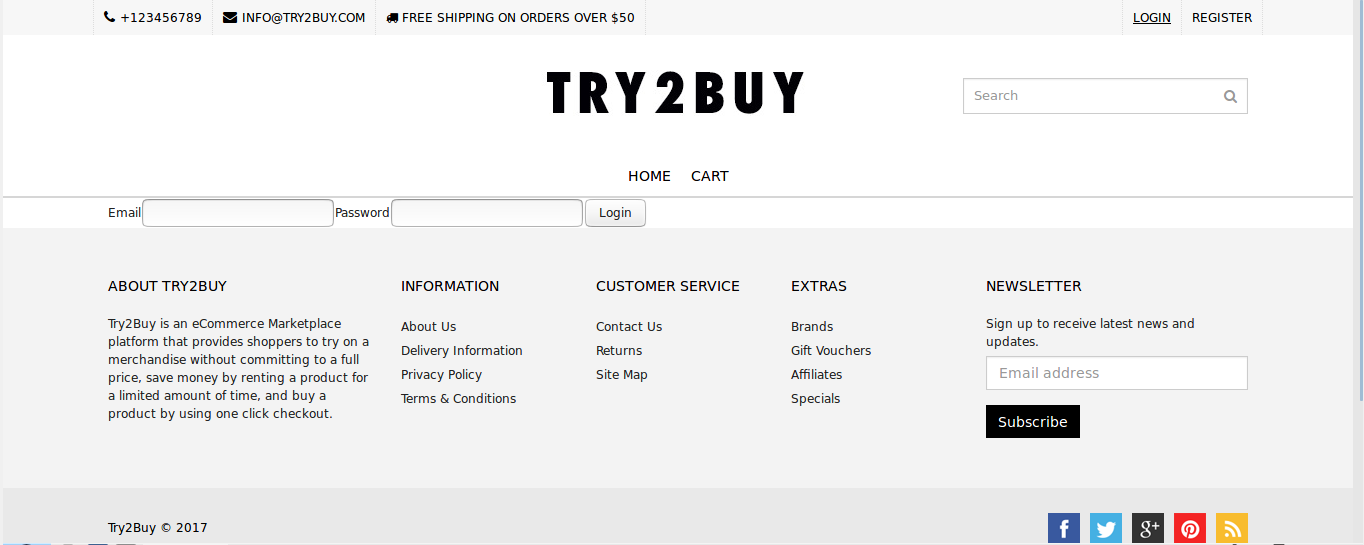 +123456789 INFO@TRY2BUY.COM FREE SHIPPING ON ORDERS OVER $50 LOGIN REGISTER
TRY2BUY
Search
HOME CART
Email Password Login
ABOUT TRY2BUY
Try2Buy is an eCommerce Marketplace
platform that provides shoppers to try on a
merchandise without committing to a full
price, save money by renting a product for
a limited amount of time, and buy a
product by using one click checkout.
INFORMATION
About Us
Delivery Information
Privacy Policy
Terms & Conditions
CUSTOMER SERVICE
Contact Us
Returns
Site Map
EXTRAS
Brands
Gift Vouchers
Affiliates
Specials
NEWSLETTER
Sign up to receive latest news and
updates.
Email address
Subscribe
Try2Buy © 2017
f g+